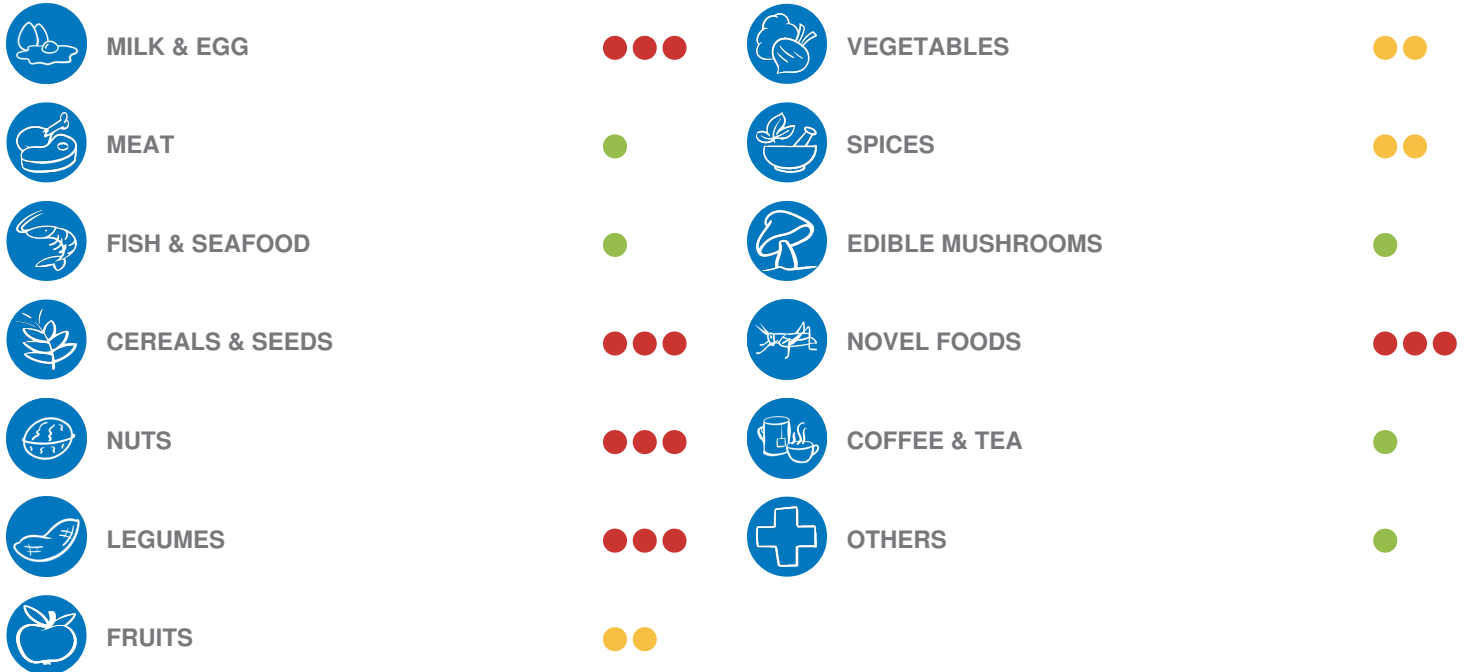 MILK & EGG
MEAT
FISH & SEAFOOD
CEREALS & SEEDS
NUTS
LEGUMES
FRUITS
VEGETABLES
SPICES
EDIBLE MUSHROOMS
NOVEL FOODS
COFFEE & TEA
OTHERS